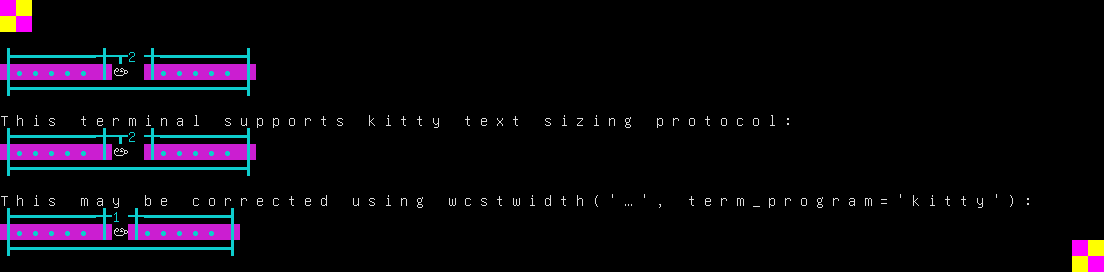 2
This terminal supports kitty text sizing protocol:
2
This may be corrected using wcstwidth('…', term_program='kitty'):
1